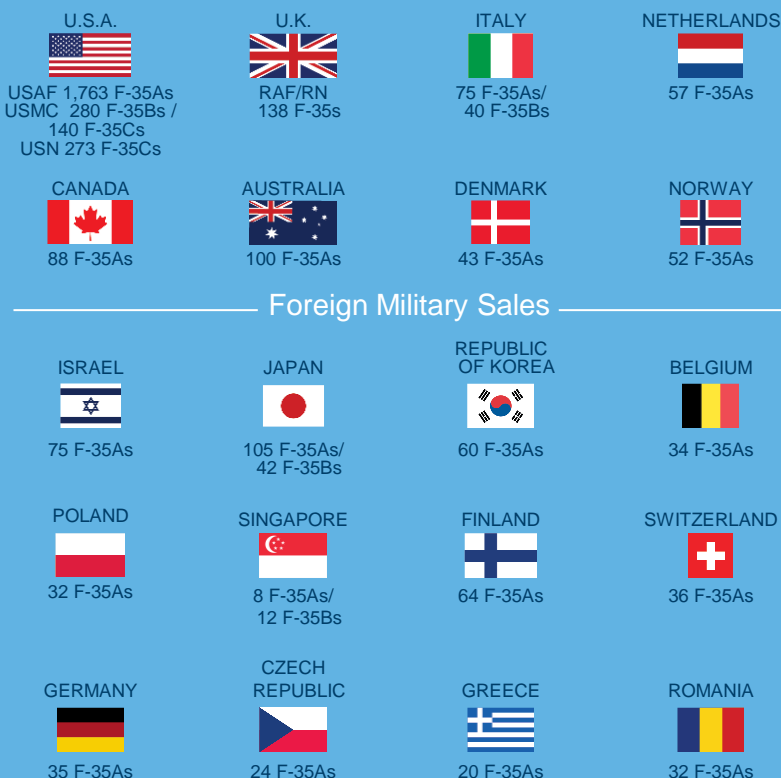 U.S.A.
USAF 1,763 F-35As
USMC 280 F-35Bs /
140 F-35Cs
USN 273 F-35Cs
U.K.
RAF/RN
138 F-35s
ITALY
75 F-35As/
40 F-35Bs
NETHERLANDS
57 F-35As
CANADA
88 F-35As
AUSTRALIA
100 F-35As
DENMARK
43 F-35As
NORWAY
52 F-35As
Foreign Military Sales
ISRAEL
75 F-35As
JAPAN
105 F-35As/
42 F-35Bs
REPUBLIC
OF KOREA
60 F-35As
BELGIUM
34 F-35As
POLAND
32 F-35As
SINGAPORE
8 F-35As/
12 F-35Bs
FINLAND
64 F-35As
SWITZERLAND
36 F-35As
GERMANY
35 F-35As
CZECH
REPUBLIC
24 F-35As
GREECE
20 F-35As
ROMANIA
32 F-35As